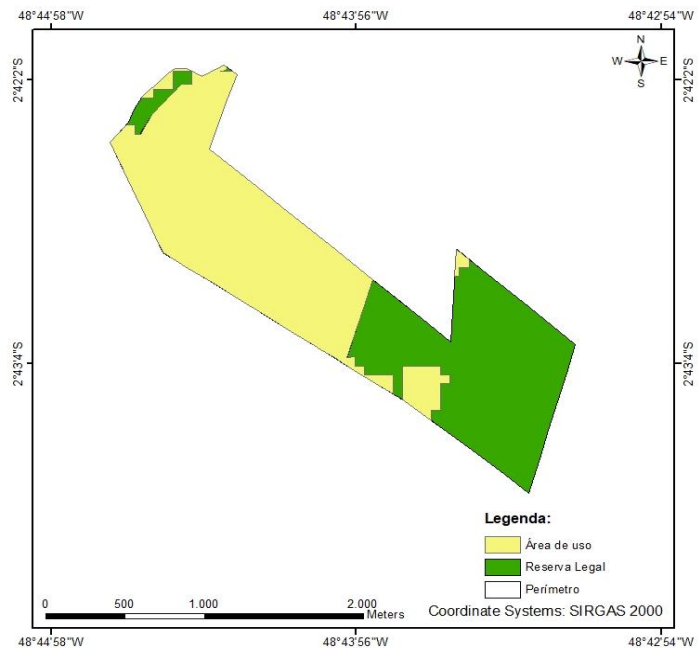 48°44'58"W 48°43'56"W 48°42'54"W
N
W E
S
2°42'2"S 2°42'2"S
2°43'4"S 2°43'4"S
Legenda:
Área de uso
Reserva Legal
Perímetro
0 500 1.000 2.000
Meters
Coordinate Systems: SIRGAS 2000
48°44'58"W 48°43'56"W 48°42'54"W